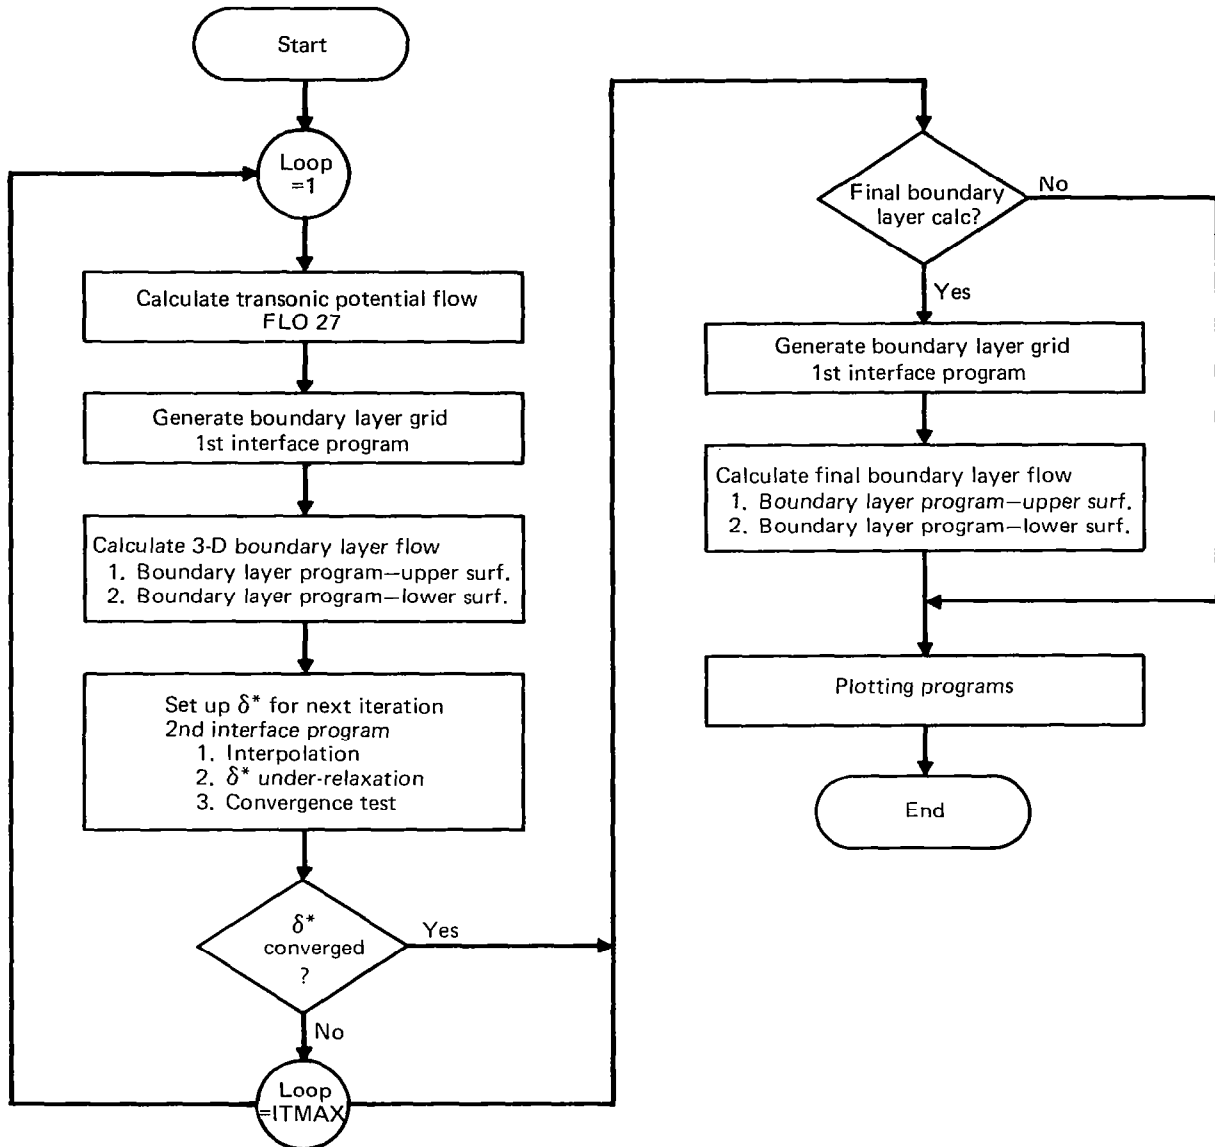 Start
Loop
=1
Calculate transonic potential flow
FLO 27
Generate boundary layer grid
1st interface program
Calculate 3-D boundary layer flow
1. Boundary layer program—upper surf.
2. Boundary layer program—lower surf.
Set up δ* for next iteration
2nd interface program
1. Interpolation
2. δ* under-relaxation
3. Convergence test
δ*
converged
?
Yes
No
Loop
=ITMAX
Final boundary
layer calc?
No
Yes
Generate boundary layer grid
1st interface program
Calculate final boundary layer flow
1. Boundary layer program—upper surf.
2. Boundary layer program—lower surf.
Plotting programs
End